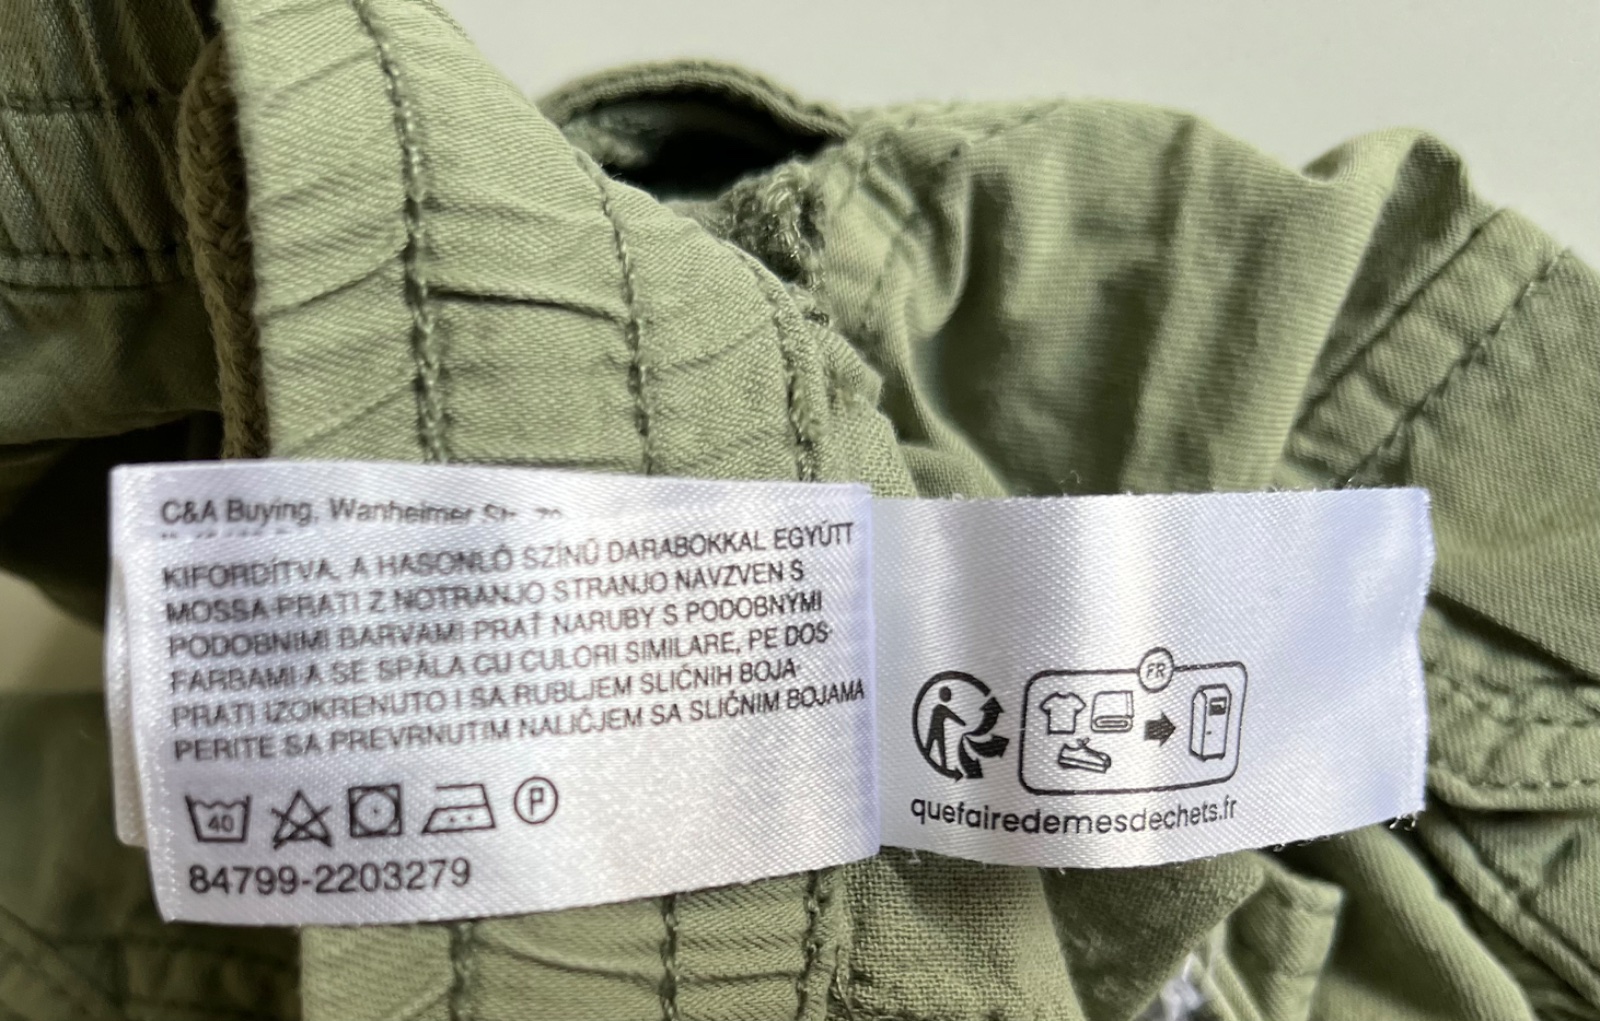 C&A Buying, Wanheimer
KIFORDÍTVA, A HASONLÓ SZÍNŰ DARABOKKAL EGYÜTT
MOSSA·PRATI Z NOTRANJO STRANJO NAVZVEN S
PODOBNIMI BARVAMI·PRAŤ NARUBY S PODOBNÝMI
FARBAMI·A SE SPĂLA CU CULORI SIMILARE, PE DOS·
PRATI IZOKRENUTO I SA RUBLJEM SLIČNIH BOJA·
PERITE SA PREVRNUTIM NALIČJEM SA SLIČNIM BOJAMA
40 P
84799-2203279
FR
quefairedemesdechets.fr